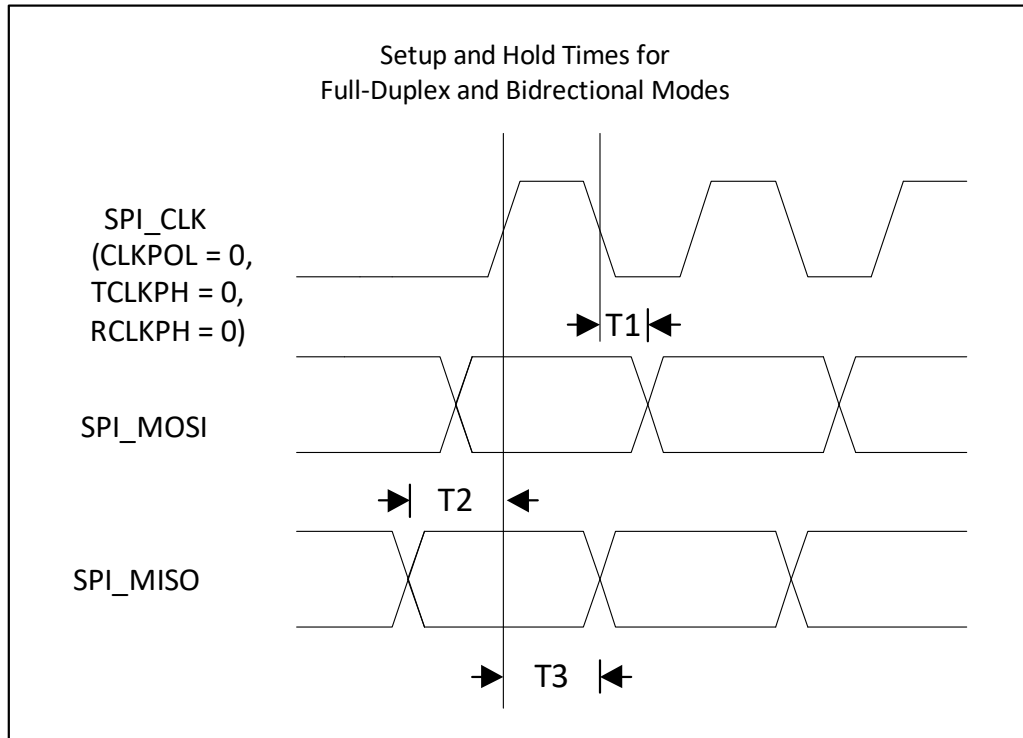 Setup and Hold Times for
Full-Duplex and Bidrectional Modes
SPI_CLK
(CLKPOL = 0,
TCLKPH = 0,
RCLKPH = 0)
T1
SPI_MOSI
T2
SPI_MISO
T3